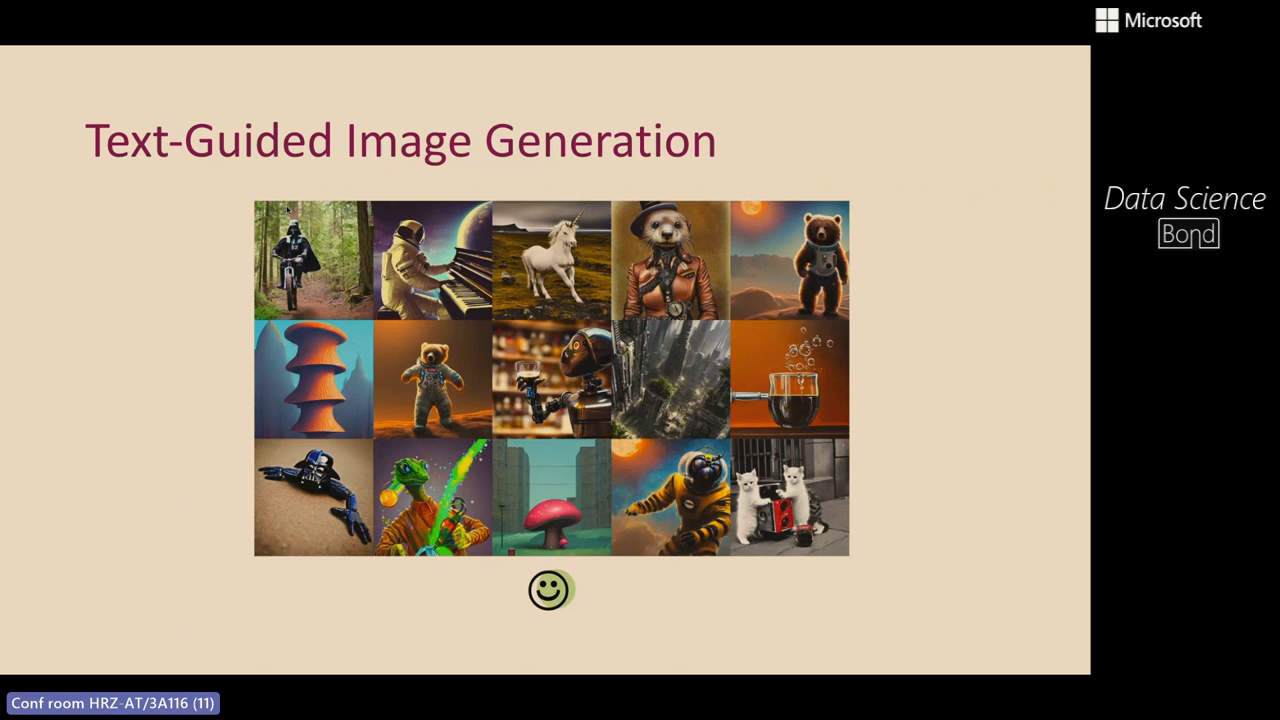 Microsoft
Text-Guided Image Generation
Data Science
Bond
Conf room HRZ-AT/3A116 (11)